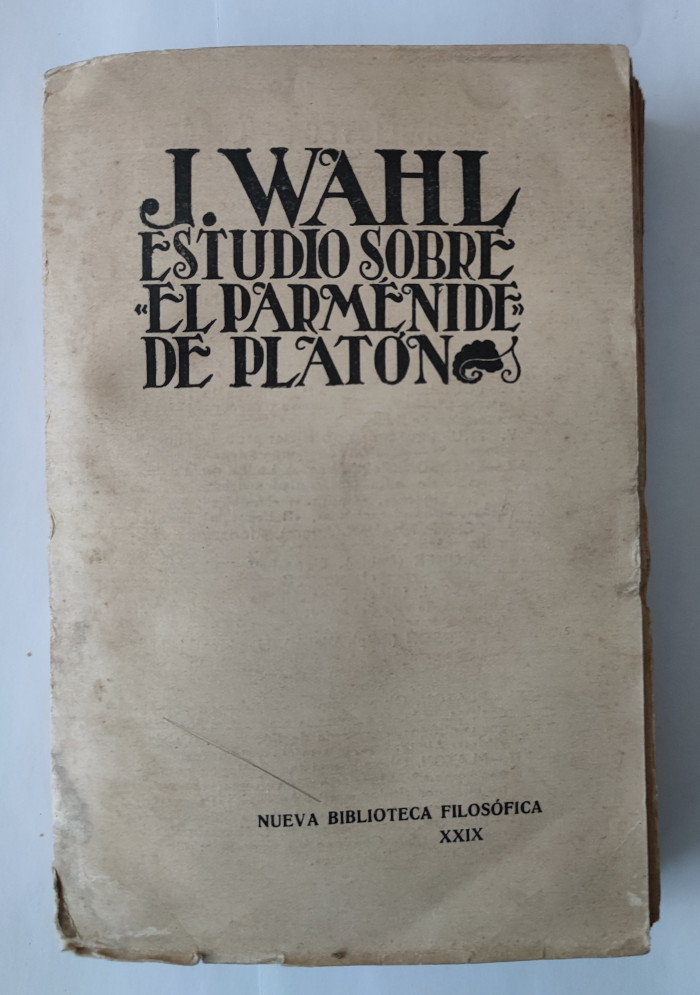 J. WAHL
ESTUDIO SOBRE
«EL PARMÉNIDE»
DE PLATÓN
NUEVA BIBLIOTECA FILOSÓFICA
XXIX